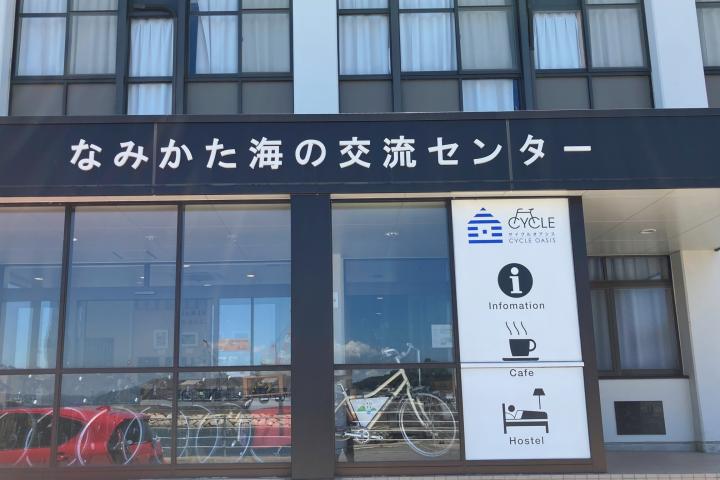 なみかた海の交流センター
CYCLE
サイクルオアシス
CYCLE OASIS
Infomation
Cafe
Hostel